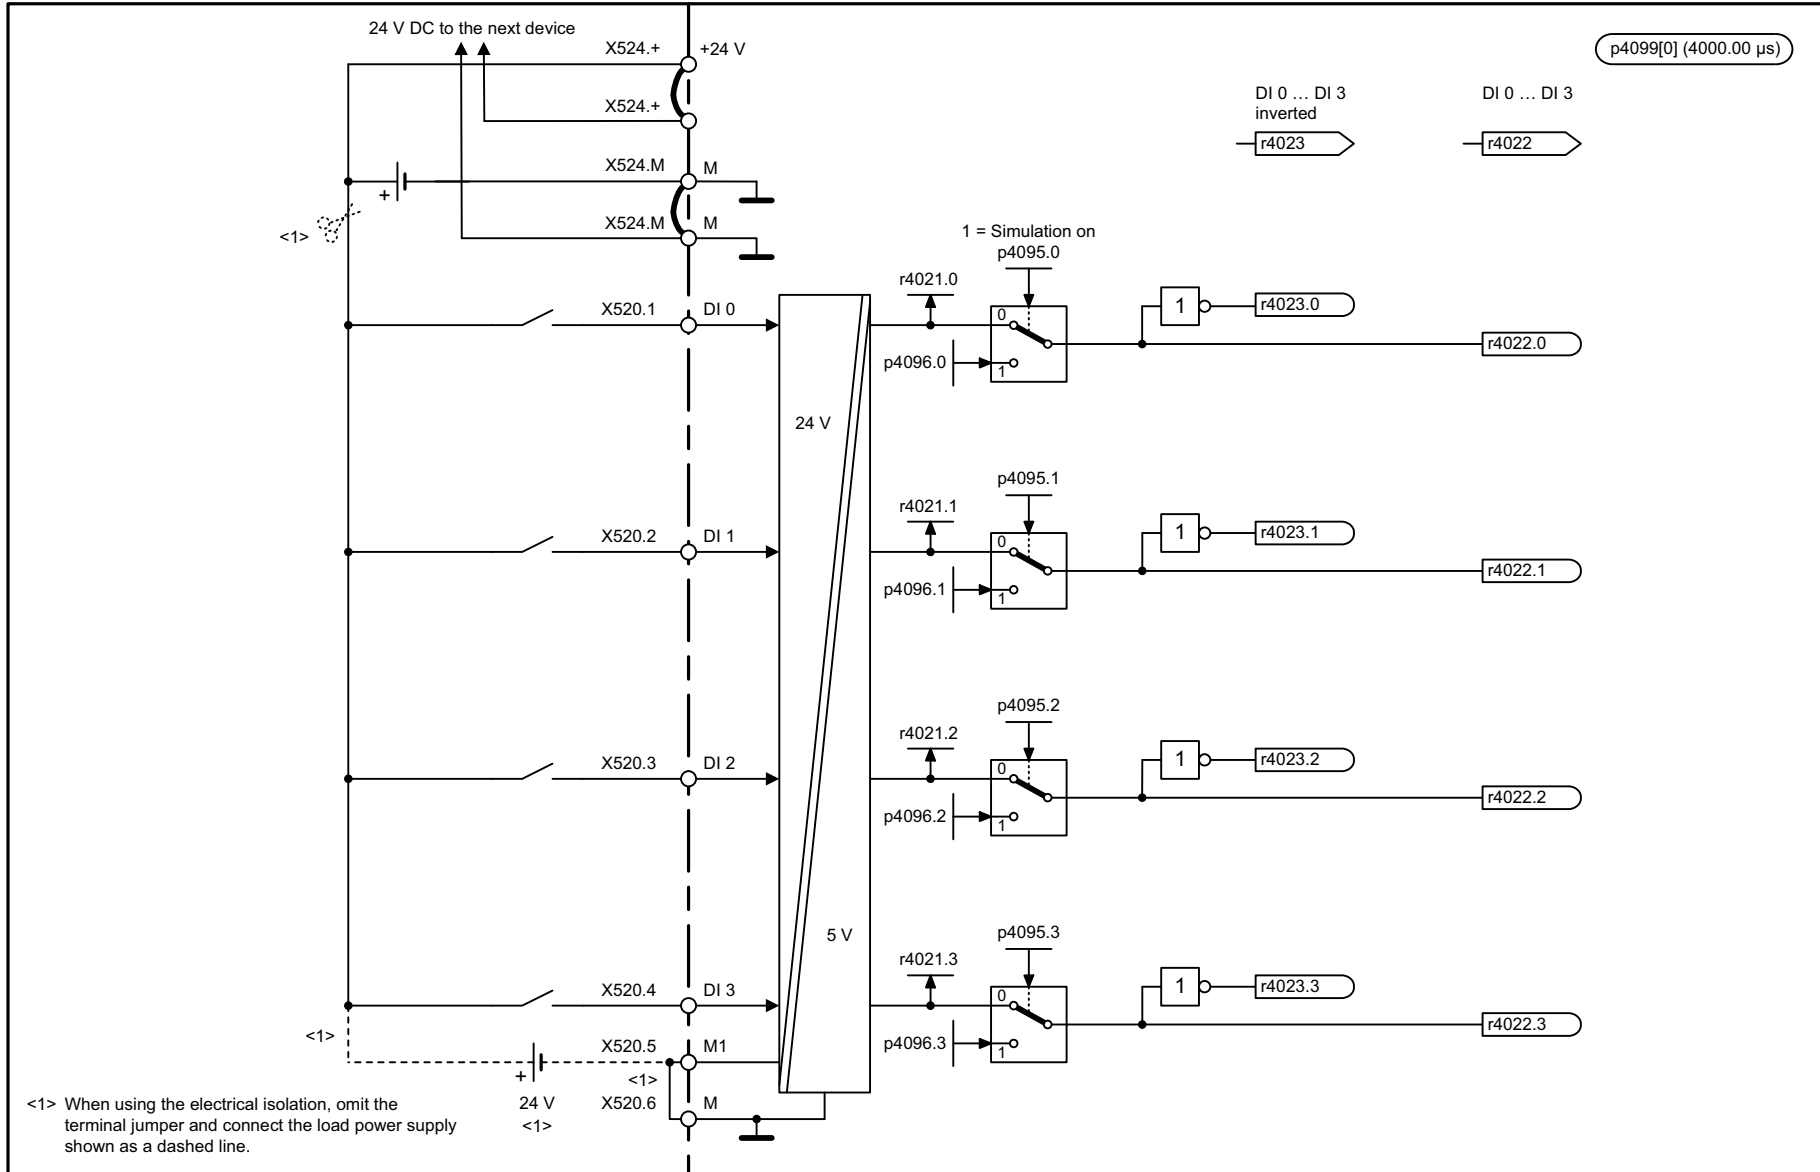 24 V DC to the next device
X524.+
+24 V
p4099[0] (4000.00 µs)
X524.+
DI 0 … DI 3
inverted
r4023
DI 0 … DI 3
r4022
X524.M
M
+
<1>
X524.M
M
1 = Simulation on
p4095.0
X520.1
DI 0
r4021.0
0
1
p4096.0
1
r4023.0
r4022.0
24 V
p4095.1
X520.2
DI 1
r4021.1
0
1
p4096.1
1
r4023.1
r4022.1
p4095.2
X520.3
DI 2
r4021.2
0
1
p4096.2
1
r4023.2
r4022.2
5 V
p4095.3
X520.4
DI 3
r4021.3
0
1
p4096.3
1
r4023.3
r4022.3
<1>
X520.5
M1
+
<1>
24 V
<1>
X520.6
M
<1> When using the electrical isolation, omit the
terminal jumper and connect the load power supply
shown as a dashed line.